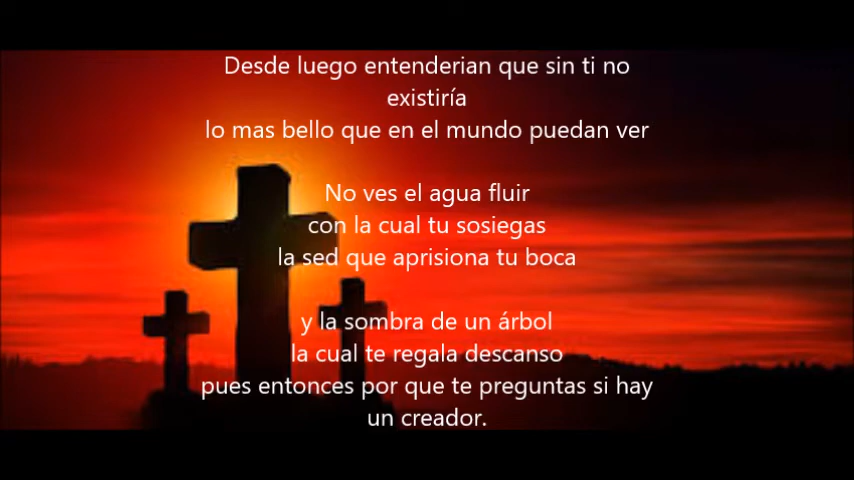 Desde luego entenderian que sin ti no
existiría
lo mas bello que en el mundo puedan ver
No ves el agua fluir
con la cual tu sosiegas
la sed que aprisiona tu boca
y la sombra de un árbol
la cual te regala descanso
pues entonces por que te preguntas si hay
un creador.